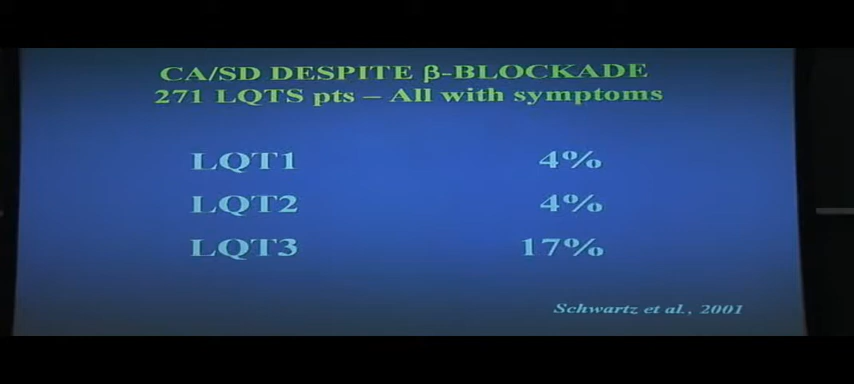 CA/SD DESPITE β-BLOCKADE
271 LQTS pts – All with symptoms
LQT1 4%
LQT2 4%
LQT3 17%
Schwartz et al., 2001